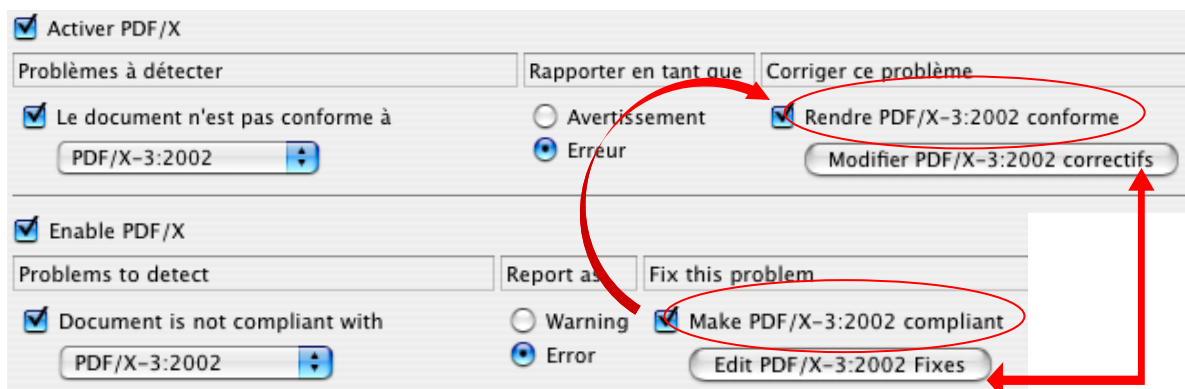 Activer PDF/X
Problèmes à détecter Rapporter en tant que Corriger ce problème
Le document n'est pas conforme à Avertissement Rendre PDF/X-3:2002 conforme
PDF/X-3:2002 Erreur Modifier PDF/X-3:2002 correctifs
Enable PDF/X
Problems to detect Report as Fix this problem
Document is not compliant with Warning Make PDF/X-3:2002 compliant
PDF/X-3:2002 Error Edit PDF/X-3:2002 Fixes